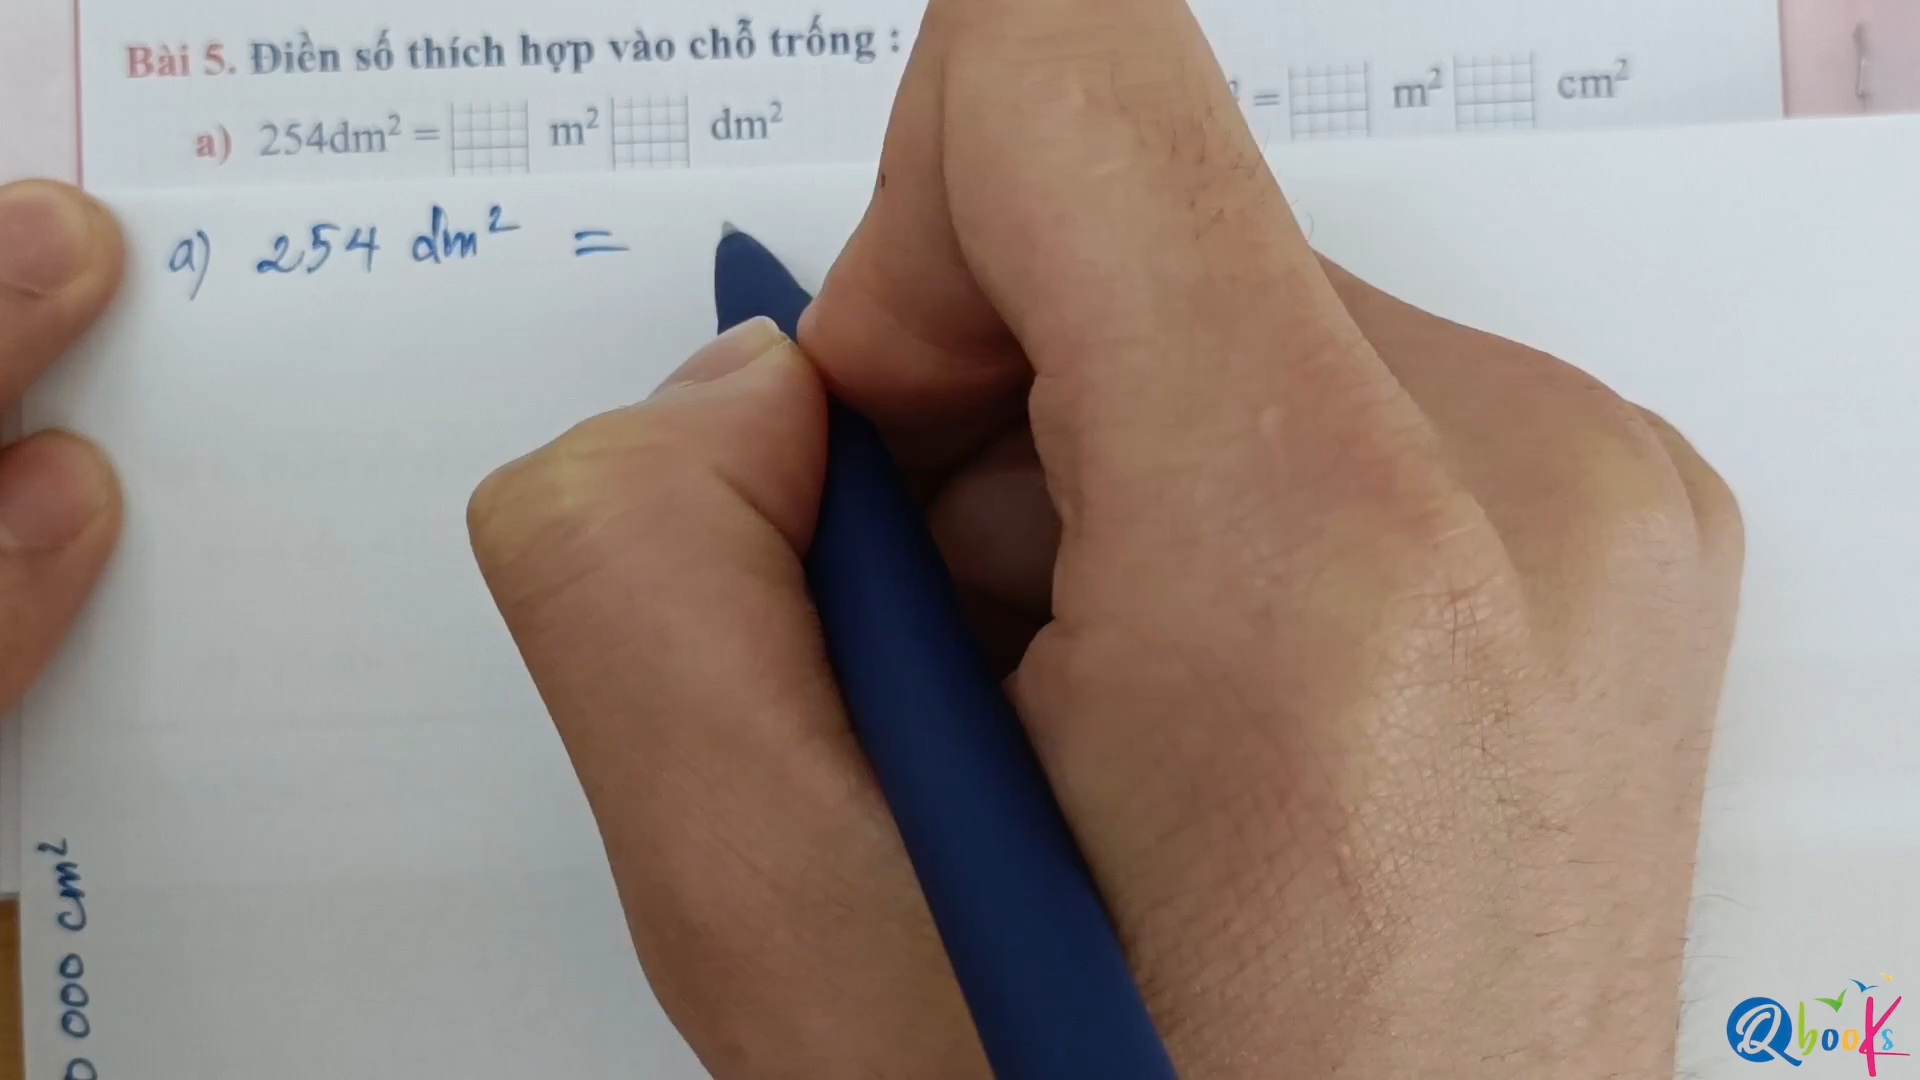 Bài 5. Điền số thích hợp vào chỗ trống :
a) 254dm² = m² dm²
= m² cm²
a) 254 dm² =
000 cm²
Qbooks